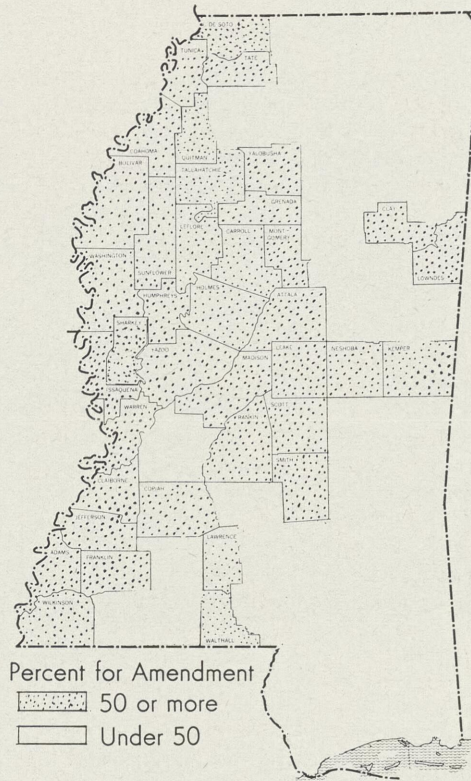 DE SOTO
TUNICA
TATE
COAHOMA
QUITMAN
BOLIVAR
TALLAHATCHIE
YALOBUSHA
GRENADA
LEFLORE
CARROLL
MONT-
GOMERY
CLAY
LOWNDES
WASHINGTON
SUNFLOWER
HUMPHREYS
HOLMES
ATTALA
SHARKEY
YAZOO
MADISON
LEAKE
NESHOBA
KEMPER
ISSAQUENA
WARREN
RANKIN
SCOTT
SMITH
CLAIBORNE
COPIAH
JEFFERSON
LAWRENCE
ADAMS
FRANKLIN
WILKINSON
WALTHALL
Percent for Amendment
50 or more
Under 50